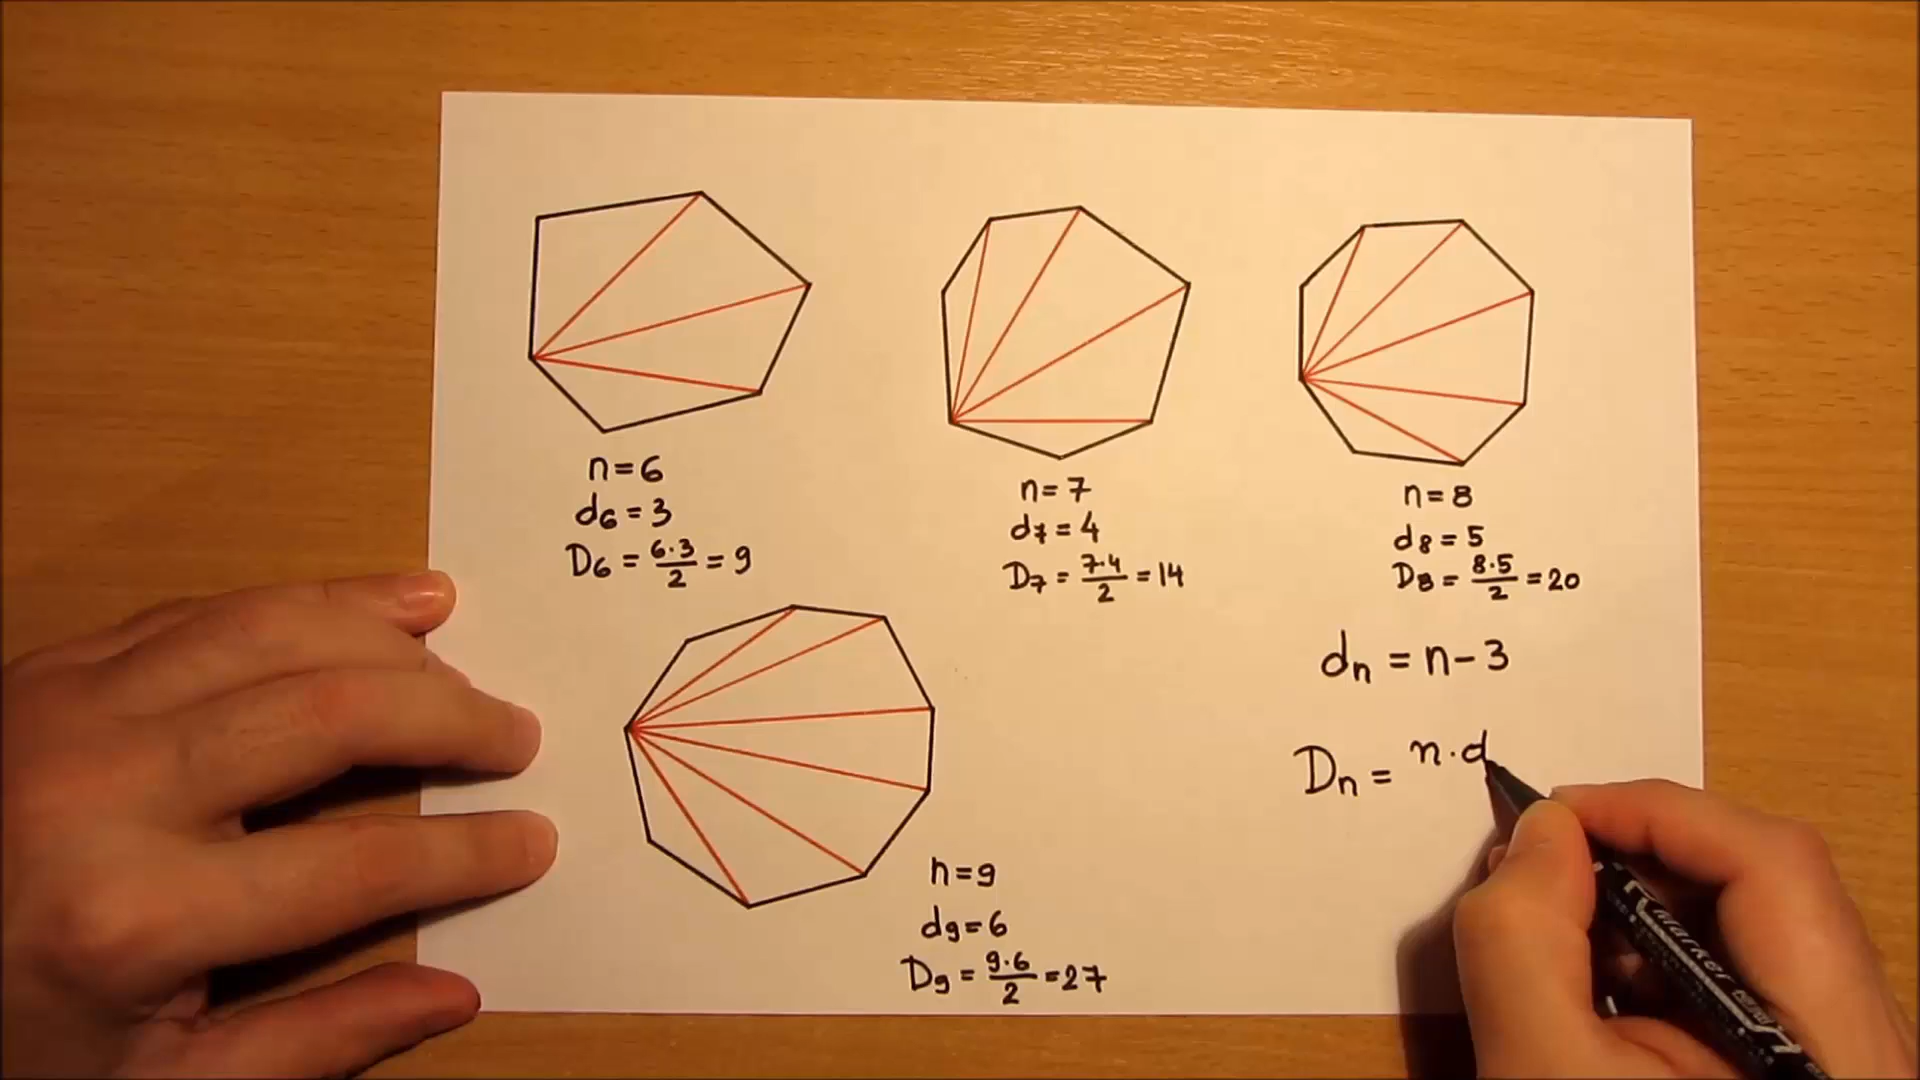 n=6
d₆ = 3
D₆ = 6·3/2 = 9
n=7
d₇ = 4
D₇ = 7·4/2 = 14
n=8
d₈ = 5
D₈ = 8·5/2 = 20
dₙ = n-3
Dₙ = n·d
n=9
d₉=6
D₉ = 9·6/2 =27
Marker